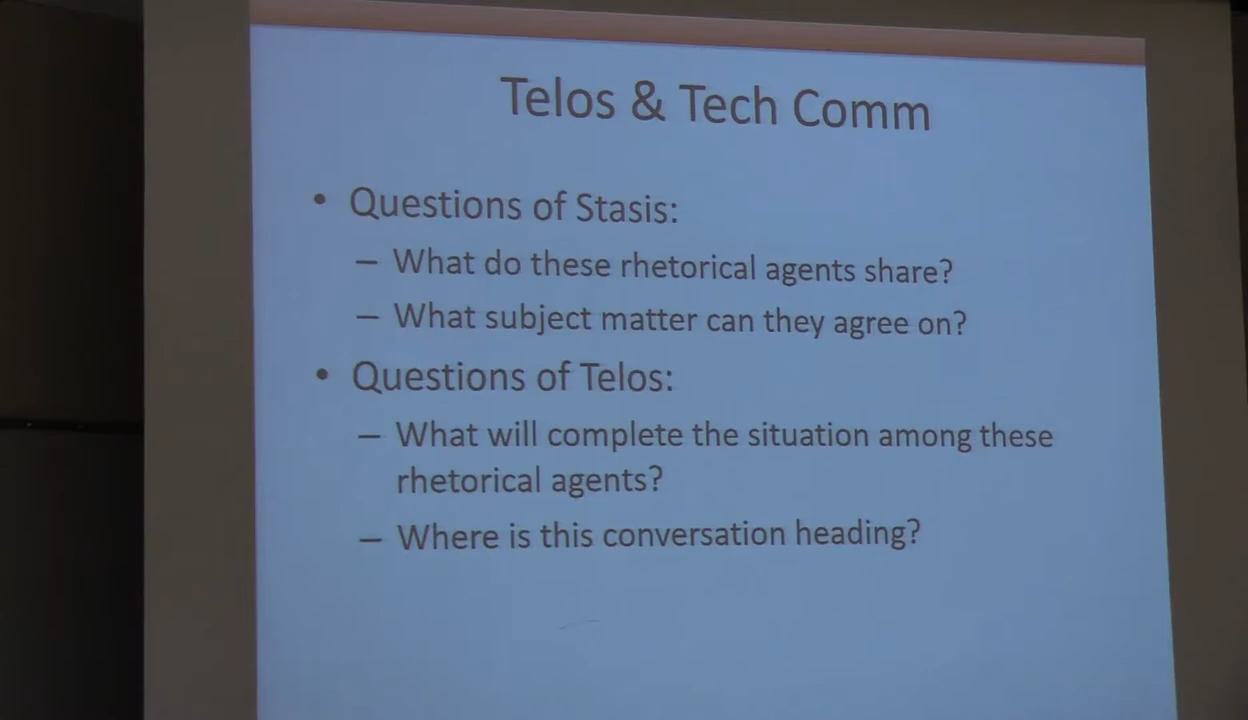 Telos & Tech Comm
• Questions of Stasis:
– What do these rhetorical agents share?
– What subject matter can they agree on?
• Questions of Telos:
– What will complete the situation among these
rhetorical agents?
– Where is this conversation heading?